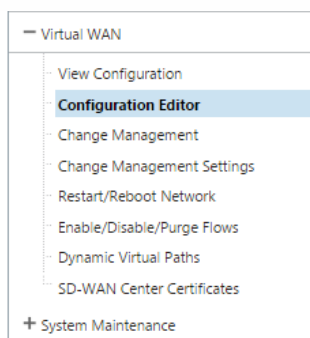 Virtual WAN
View Configuration
Configuration Editor
Change Management
Change Management Settings
Restart/Reboot Network
Enable/Disable/Purge Flows
Dynamic Virtual Paths
SD-WAN Center Certificates
System Maintenance